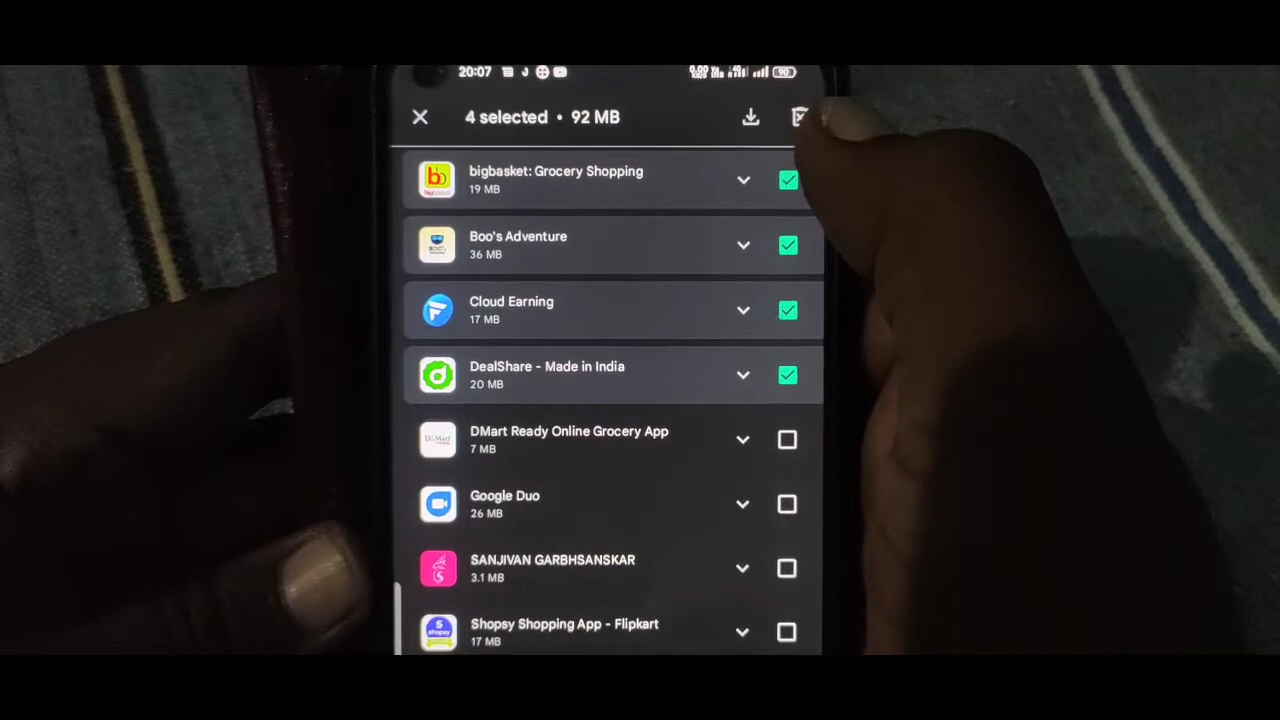 20:07
4 selected • 92 MB
bigbasket: Grocery Shopping
19 MB
Boo's Adventure
36 MB
Cloud Earning
17 MB
DealShare - Made in India
20 MB
DMart Ready Online Grocery App
7 MB
Google Duo
26 MB
SANJIVAN GARBHSANSKAR
3.1 MB
Shopsy Shopping App - Flipkart
17 MB